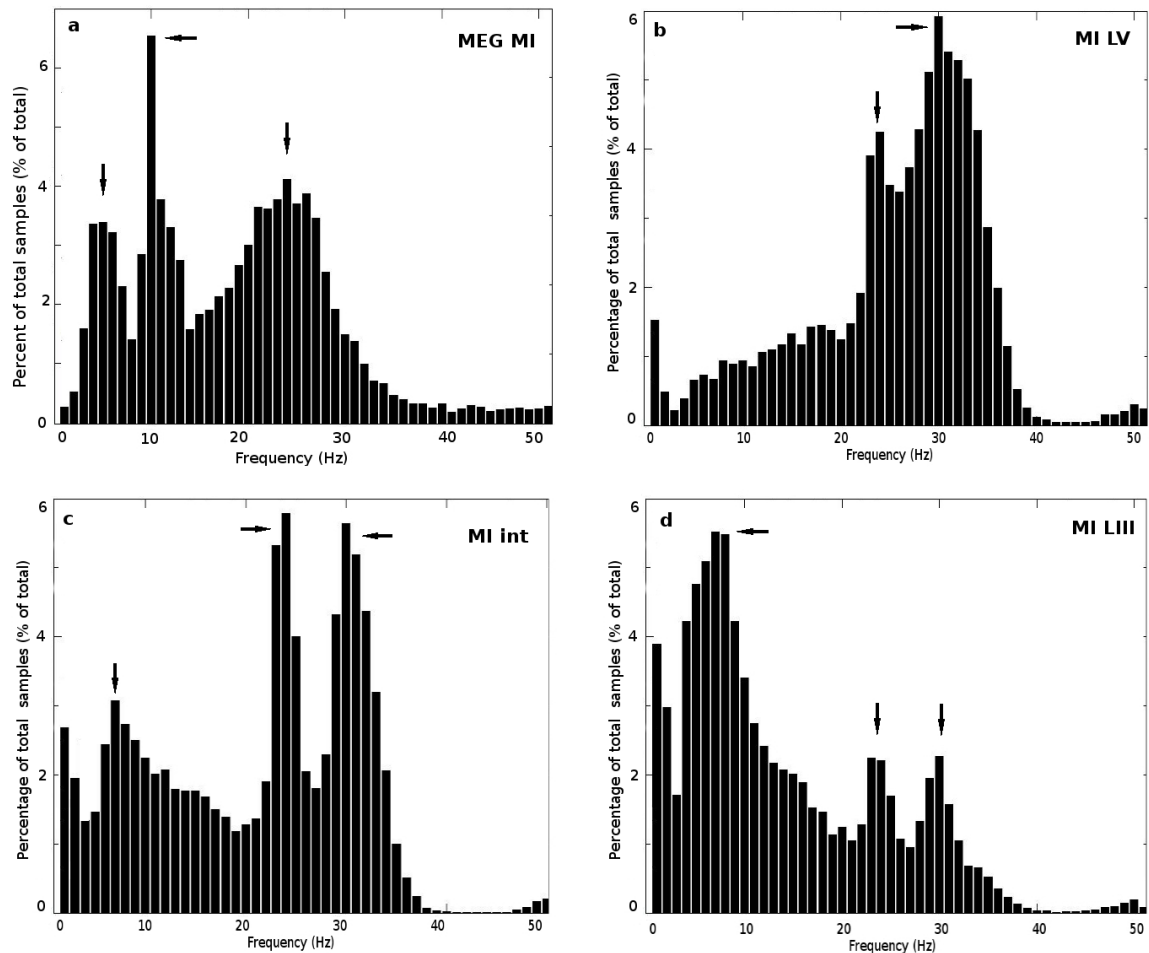 a
MEG MI
Percent of total samples (% of total)
6
4
2
0
0 10 20 30 40 50
Frequency (Hz)
b
MI LV
Percentage of total samples (% of total)
6
4
2
0
0 10 20 30 40 50
Frequency (Hz)
c
MI int
Percentage of total samples (% of total)
6
4
2
0
0 10 20 30 40 50
Frequency (Hz)
d
MI LIII
Percentage of total samples (% of total)
6
4
2
0
0 10 20 30 40 50
Frequency (Hz)